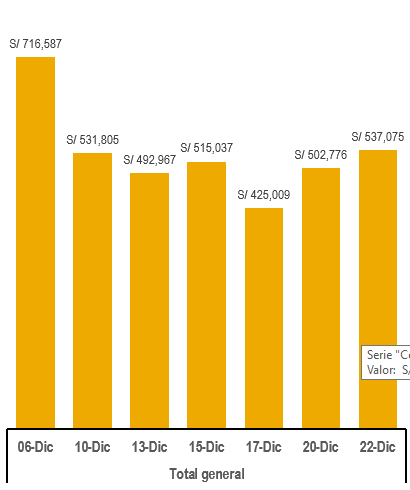 S/ 716,587
S/ 531,805
S/ 492,967
S/ 515,037
S/ 425,009
S/ 502,776
S/ 537,075
Serie "Co
Valor: S/
06-Dic 10-Dic 13-Dic 15-Dic 17-Dic 20-Dic 22-Dic
Total general